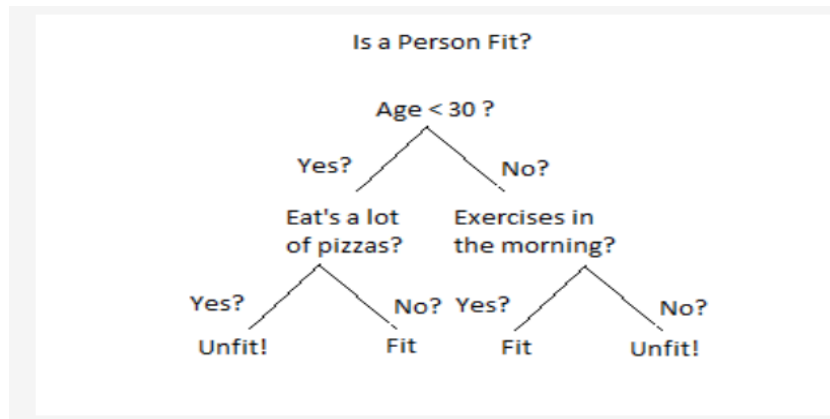 Is a Person Fit?
Age < 30 ?
Yes?
No?
Eat's a lot
of pizzas?
Exercises in
the morning?
Yes?
No?
Yes?
No?
Unfit!
Fit
Fit
Unfit!